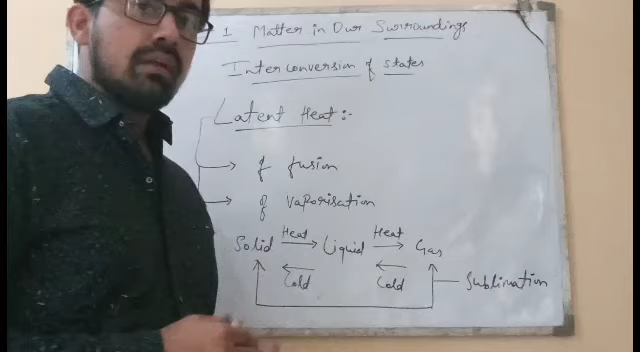 1 Matter in Our Surroundings
Interconversion of states
Latent Heat:-
→ of fusion
→ of vaporisation
Heat Heat
Solid → Liquid → Gas
← Cold ← Cold
Sublimation